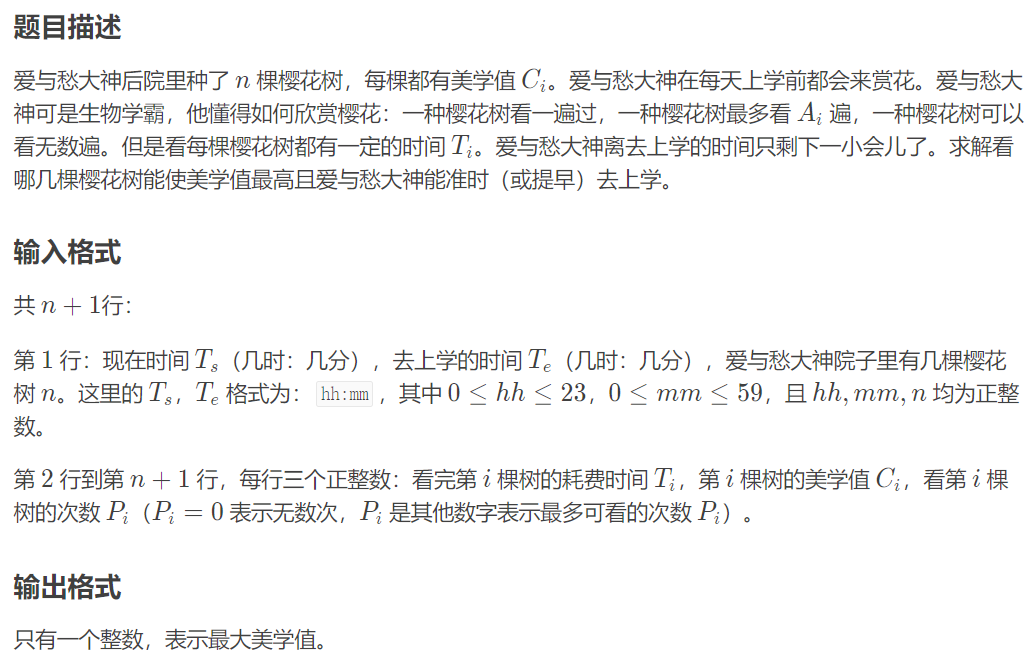 题目描述
爱与愁大神后院里种了 n 棵樱花树，每棵都有美学值 C_i。爱与愁大神在每天上学前都会来赏花。爱与愁大
神可是生物学霸，他懂得如何欣赏樱花：一种樱花树看一遍过，一种樱花树最多看 A_i 遍，一种樱花树可以
看无数遍。但是看每棵樱花树都有一定的时间 T_i。爱与愁大神离去上学的时间只剩下一小会儿了。求解看
哪几棵樱花树能使美学值最高且爱与愁大神能准时（或提早）去上学。
输入格式
共 n + 1行：
第 1 行：现在时间 T_s（几时：几分），去上学的时间 T_e（几时：几分），爱与愁大神院子里有几棵樱花
树 n。这里的 T_s，T_e 格式为： hh:mm ，其中 0 ≤ hh ≤ 23，0 ≤ mm ≤ 59，且 hh, mm, n 均为正整
数。
第 2 行到第 n + 1 行，每行三个正整数：看完第 i 棵树的耗费时间 T_i，第 i 棵树的美学值 C_i，看第 i 棵
树的次数 P_i（P_i = 0 表示无数次，P_i 是其他数字表示最多可看的次数 P_i）。
输出格式
只有一个整数，表示最大美学值。